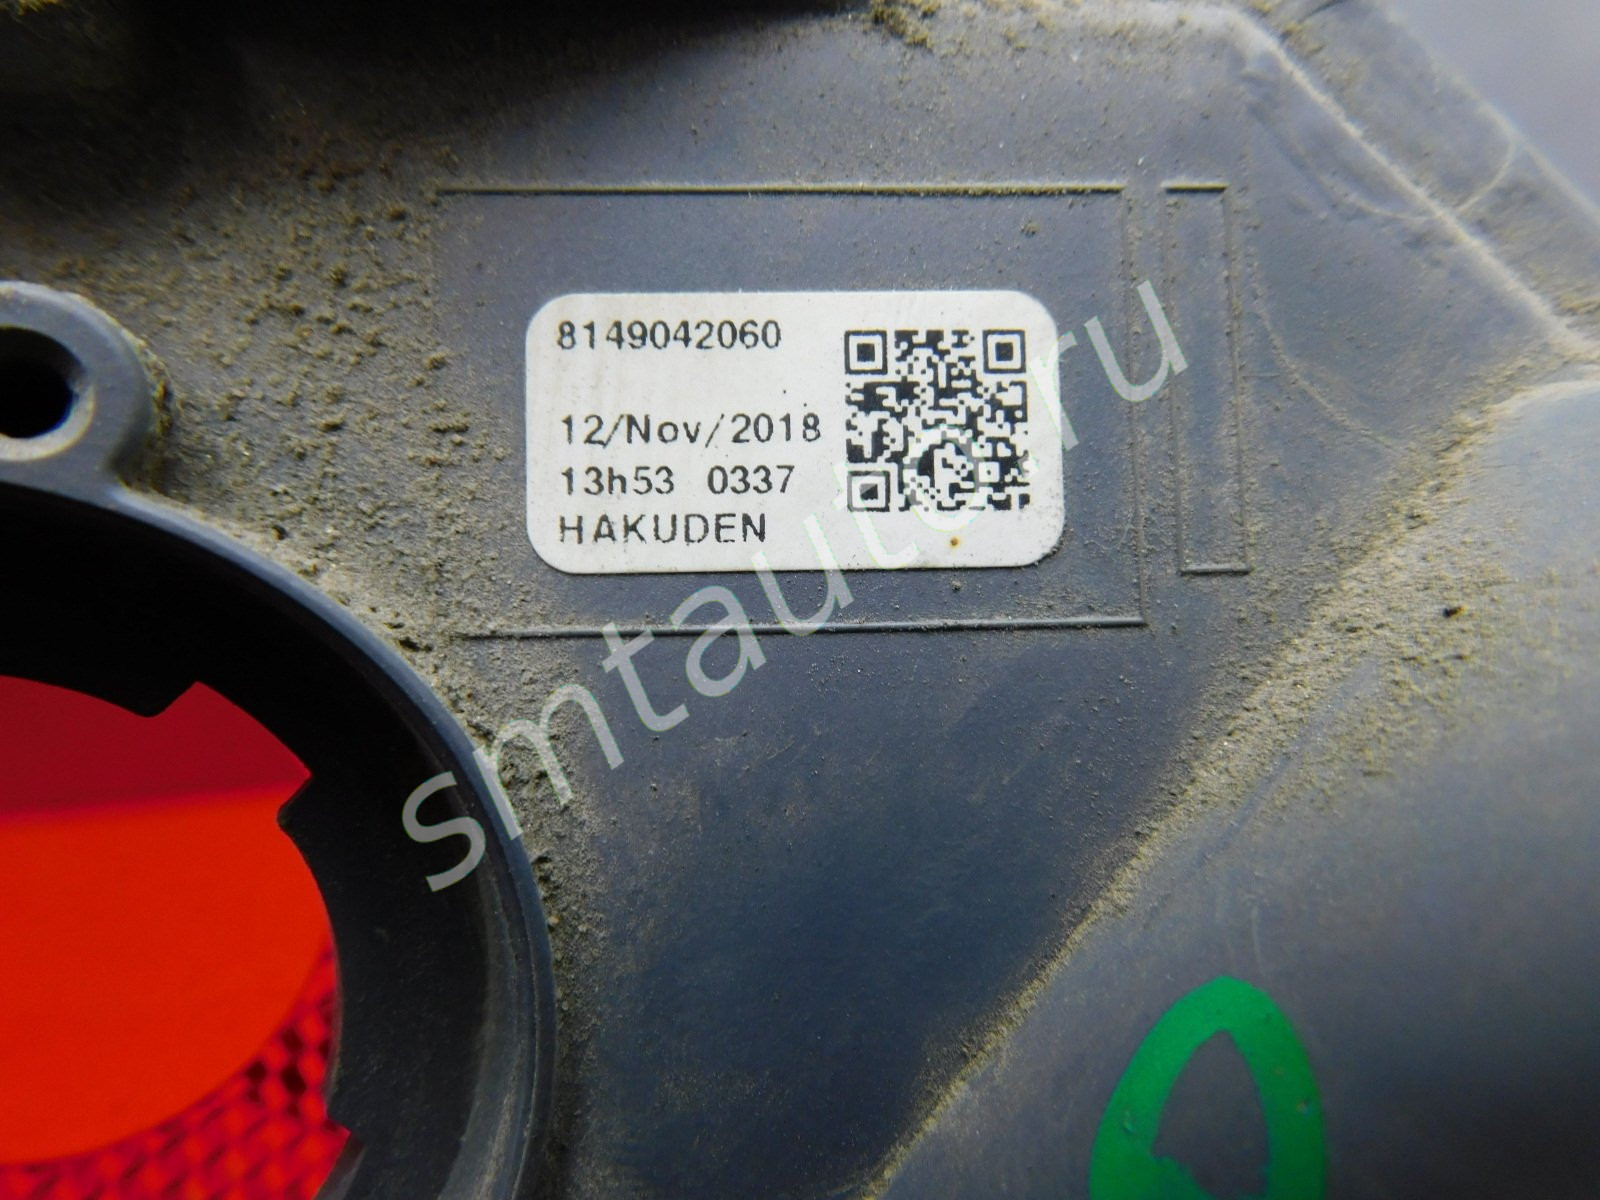 8149042060
12/Nov/2018
13h53 0337
HAKUDEN
smtauto.ru